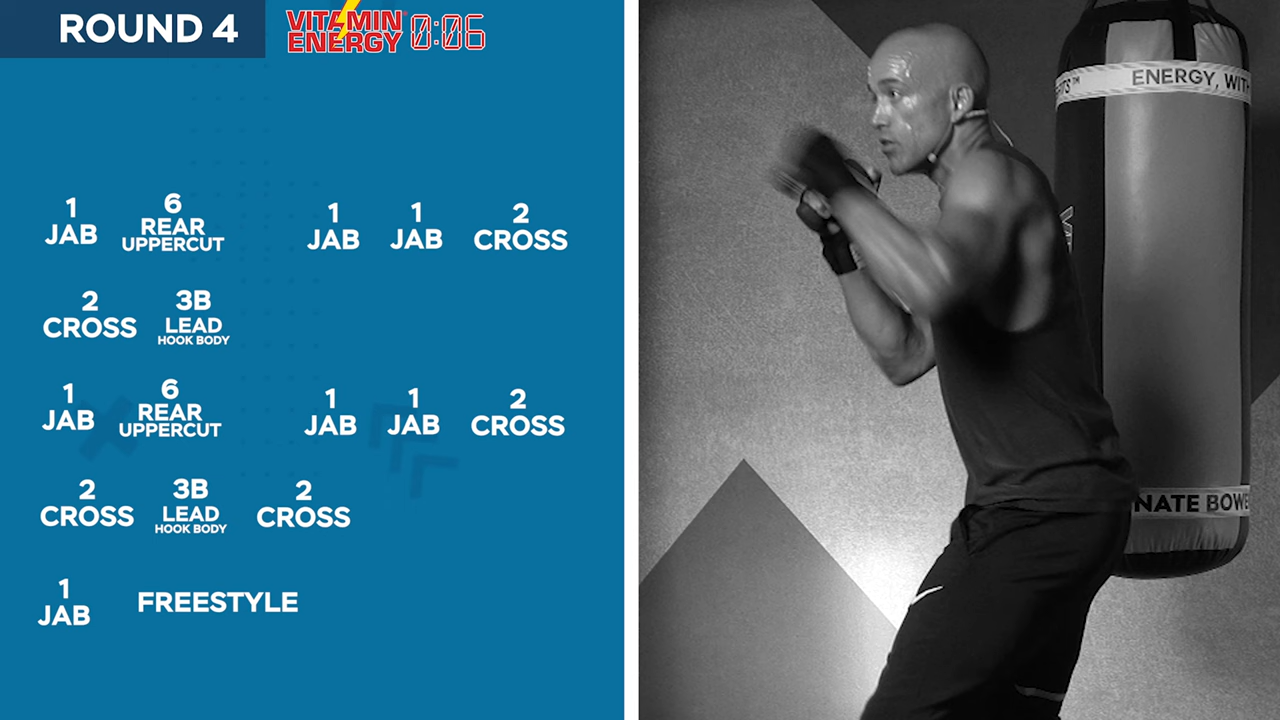 ROUND 4
VITAMIN
ENERGY
0:06
1 6 1 1 2
JAB REAR UPPERCUT JAB JAB CROSS
2 3B
CROSS LEAD HOOK BODY
1 6 1 1 2
JAB REAR UPPERCUT JAB JAB CROSS
2 3B 2
CROSS LEAD HOOK BODY CROSS
1
JAB FREESTYLE
ENERGY, WITH
NATE BOWE